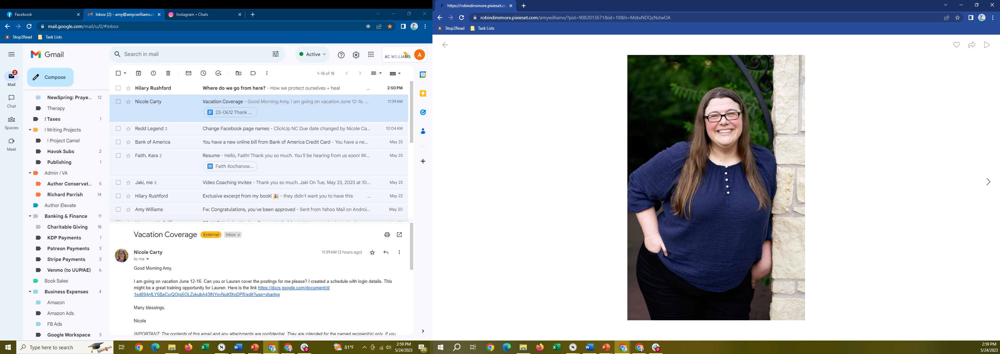 Facebook
Inbox (2) - amy@amycwilliams.cc
Instagram • Chats
mail.google.com/mail/u/0/#inbox
Stop2Read
Task Lists
Gmail
Search in mail
Active
AC WILLIAMS
A
2
Mail
Chat
Spaces
Meet
Compose
NewSpring: Praye... 12
Therapy
! Taxes 1
! Writing Projects
! Project Camel
Havok Subs 2
Publishing 1
Admin / VA
Author Conservat... 5
Richard Parrish 14
Author Elevate
Banking & Finance 11
Charitable Giving 18
KDP Payments 1
Patreon Payments 3
Stripe Payments 3
Venmo (to UUP/AE) 6
Book Sales
Business Expenses 4
Amazon
Amazon Ads
FB Ads
Google Workspace 3
1–18 of 18
31
Hilary Rushford Where do we go from here? - How we protect ourselves + heal ... 2:50 PM
Nicole Carty Vacation Coverage - Good Morning Amy, I am going on vacation June 12-16. ... 11:39 AM
23-0612 Thank ...
Redd Legend 2 Change Facebook page names - ClickUp NC Due date changed by Nicole Ca... 10:04 AM
Bank of America You have a new online bill from Bank of America Credit Card - You have a ne... May 23
Faith, Kara 2 Resume - Hello, Faith! Thank you so much. You'll be hearing from us soon! Wi... May 23
W Faith Kochanow...
Jaki, me 3 Video Coaching Invites - Thank you so much. Jaki On Tue, May 23, 2023 at 10... May 23
Hilary Rushford Exclusive excerpt from my book! 🎉 - they didn't want you to have this ... May 22
Amy Williams Fw: Congratulations, you've been approved - Sent from Yahoo Mail on Androi... May 20
Vacation Coverage External Inbox x
Nicole Carty 11:39 AM (3 hours ago)
to me
Good Morning Amy,
I am going on vacation June 12-16. Can you or Lauren cover the postings for me please? I created a schedule with login details. This
might be a great training opportunity for Lauren. Here is the link https://docs.google.com/document/d/
1sd894nfLY5BeCwQOrp5OLZxkubA43INYovNuKfXnDP8/edit?usp=sharing
Many blessings,
Nicole
IMPORTANT: The contents of this email and any attachments are confidential. They are intended for the named recipient(s) only. If you
Type here to search
81°F
2:59 PM
5/24/2023
20
3
https://robindinsmore.pixieset.co
robindinsmore.pixieset.com/amywilliams/?pid=9082013671&id=10&h=MzkxNDQzNzIwOA
Stop2Read
Task Lists
3
2:59 PM
5/24/2023